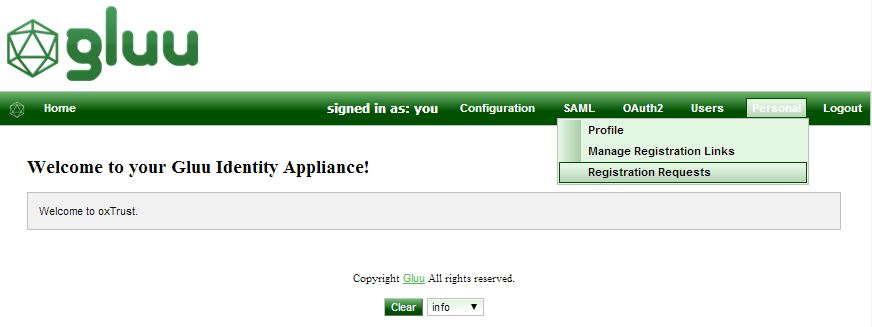 gluu
Home signed in as: you Configuration SAML OAuth2 Users Personal Logout
Profile
Manage Registration Links
Registration Requests
Welcome to your Gluu Identity Appliance!
Welcome to oxTrust.
Copyright Gluu All rights reserved.
Clear info